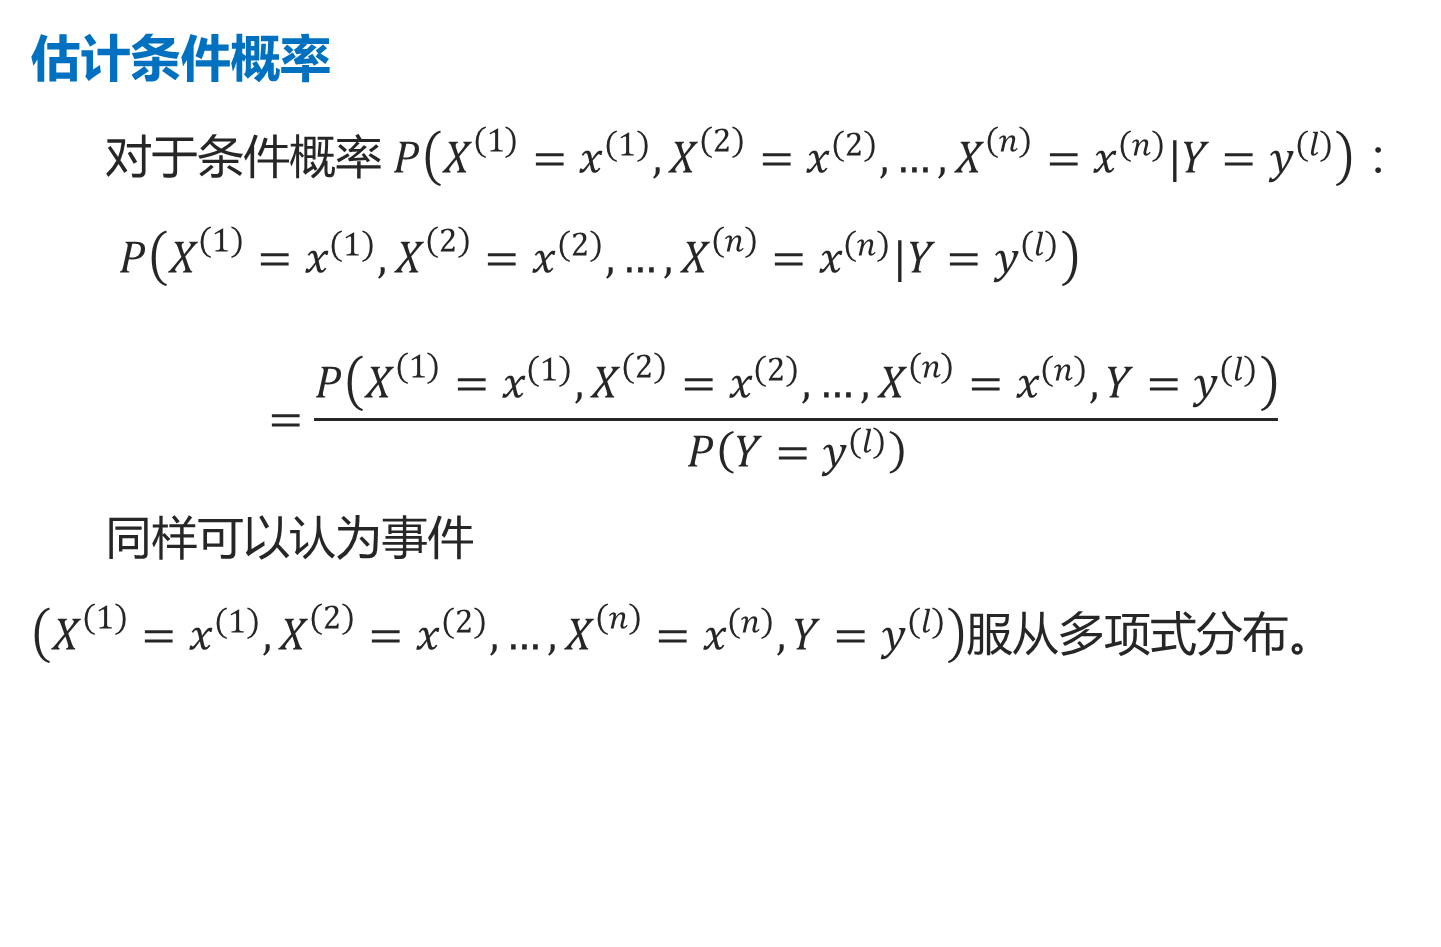 估计条件概率
对于条件概率 P(X⁽¹⁾ = x⁽¹⁾, X⁽²⁾ = x⁽²⁾, … , X⁽ⁿ⁾ = x⁽ⁿ⁾|Y = y⁽ˡ⁾)：
P(X⁽¹⁾ = x⁽¹⁾, X⁽²⁾ = x⁽²⁾, … , X⁽ⁿ⁾ = x⁽ⁿ⁾|Y = y⁽ˡ⁾)
P(X⁽¹⁾ = x⁽¹⁾, X⁽²⁾ = x⁽²⁾, … , X⁽ⁿ⁾ = x⁽ⁿ⁾, Y = y⁽ˡ⁾)
=
P(Y = y⁽ˡ⁾)
同样可以认为事件
(X⁽¹⁾ = x⁽¹⁾, X⁽²⁾ = x⁽²⁾, … , X⁽ⁿ⁾ = x⁽ⁿ⁾, Y = y⁽ˡ⁾)服从多项式分布。